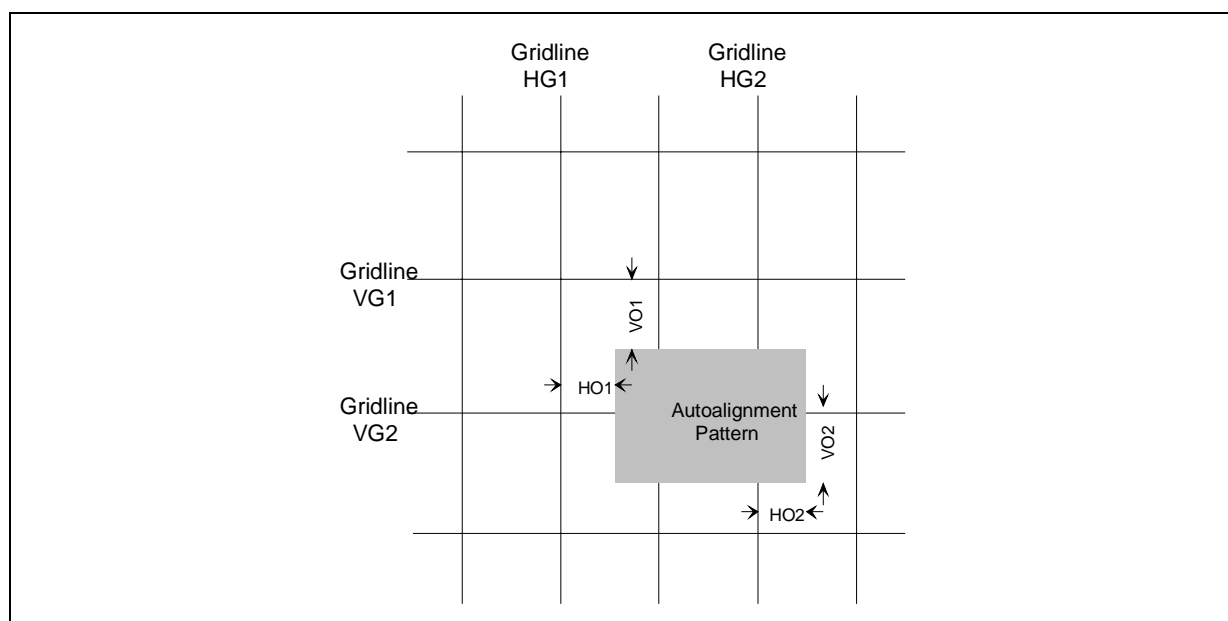 Gridline
HG1
Gridline
HG2
Gridline
VG1
VO1
HO1
Gridline
VG2
Autoalignment
Pattern
VO2
HO2